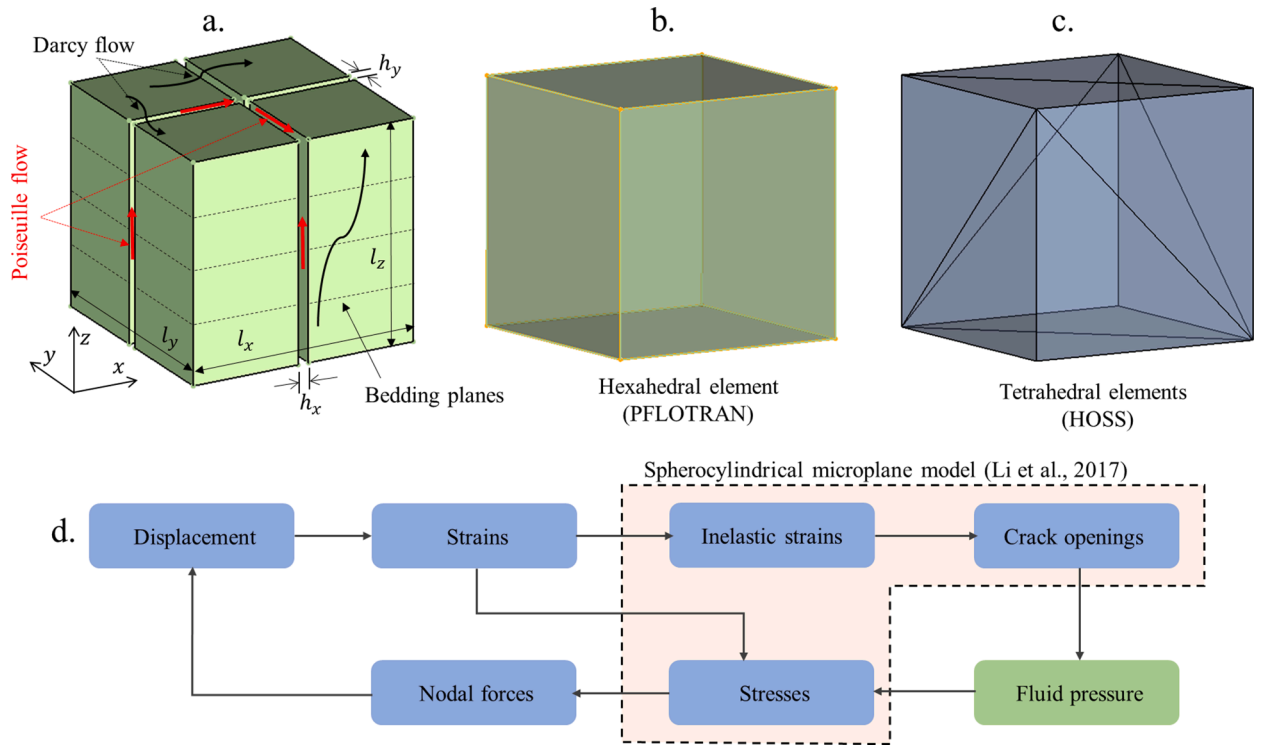 a.
b.
c.
Darcy flow
h_y
Poiseuille flow
l_z
l_y
l_x
z
y
x
h_x
Bedding planes
Hexahedral element
(PFLOTRAN)
Tetrahedral elements
(HOSS)
Spherocylindrical microplane model (Li et al., 2017)
d.
Displacement
Strains
Inelastic strains
Crack openings
Nodal forces
Stresses
Fluid pressure